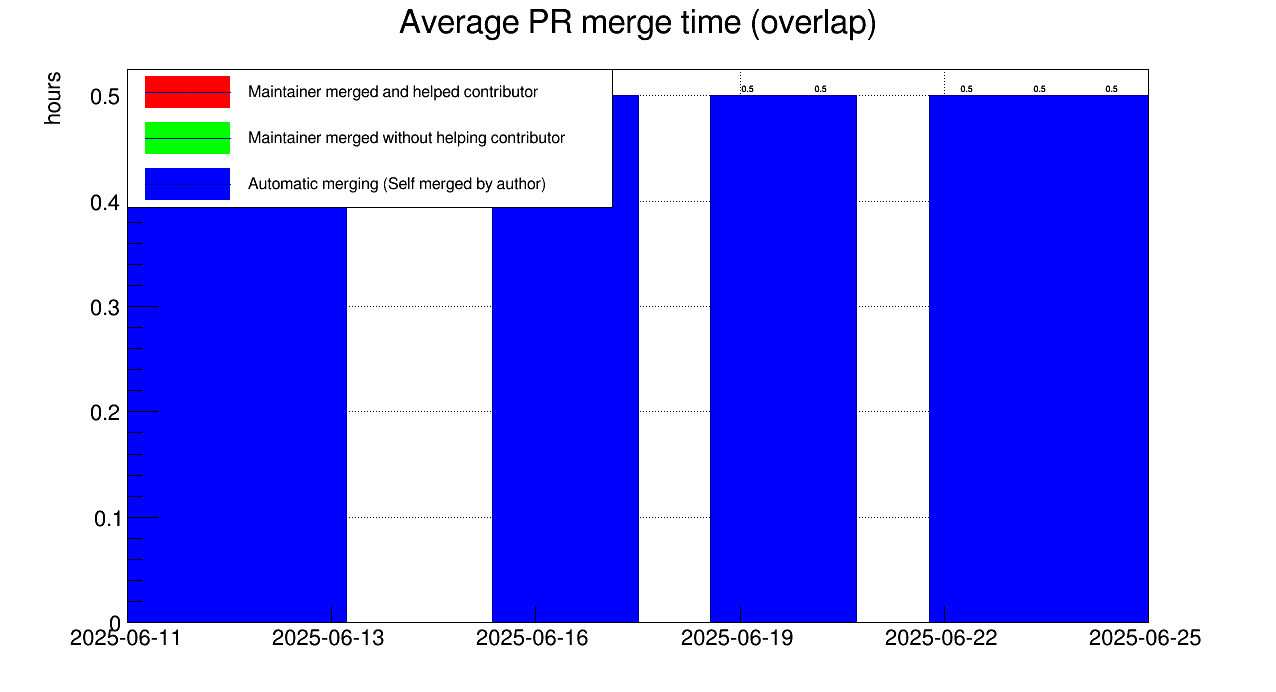 Average PR merge time (overlap)
hours
Maintainer merged and helped contributor
Maintainer merged without helping contributor
Automatic merging (Self merged by author)
0.5 0.5 0.5 0.5 0.5
0.5
0.4
0.3
0.2
0.1
0
2025-06-11 2025-06-13 2025-06-16 2025-06-19 2025-06-22 2025-06-25